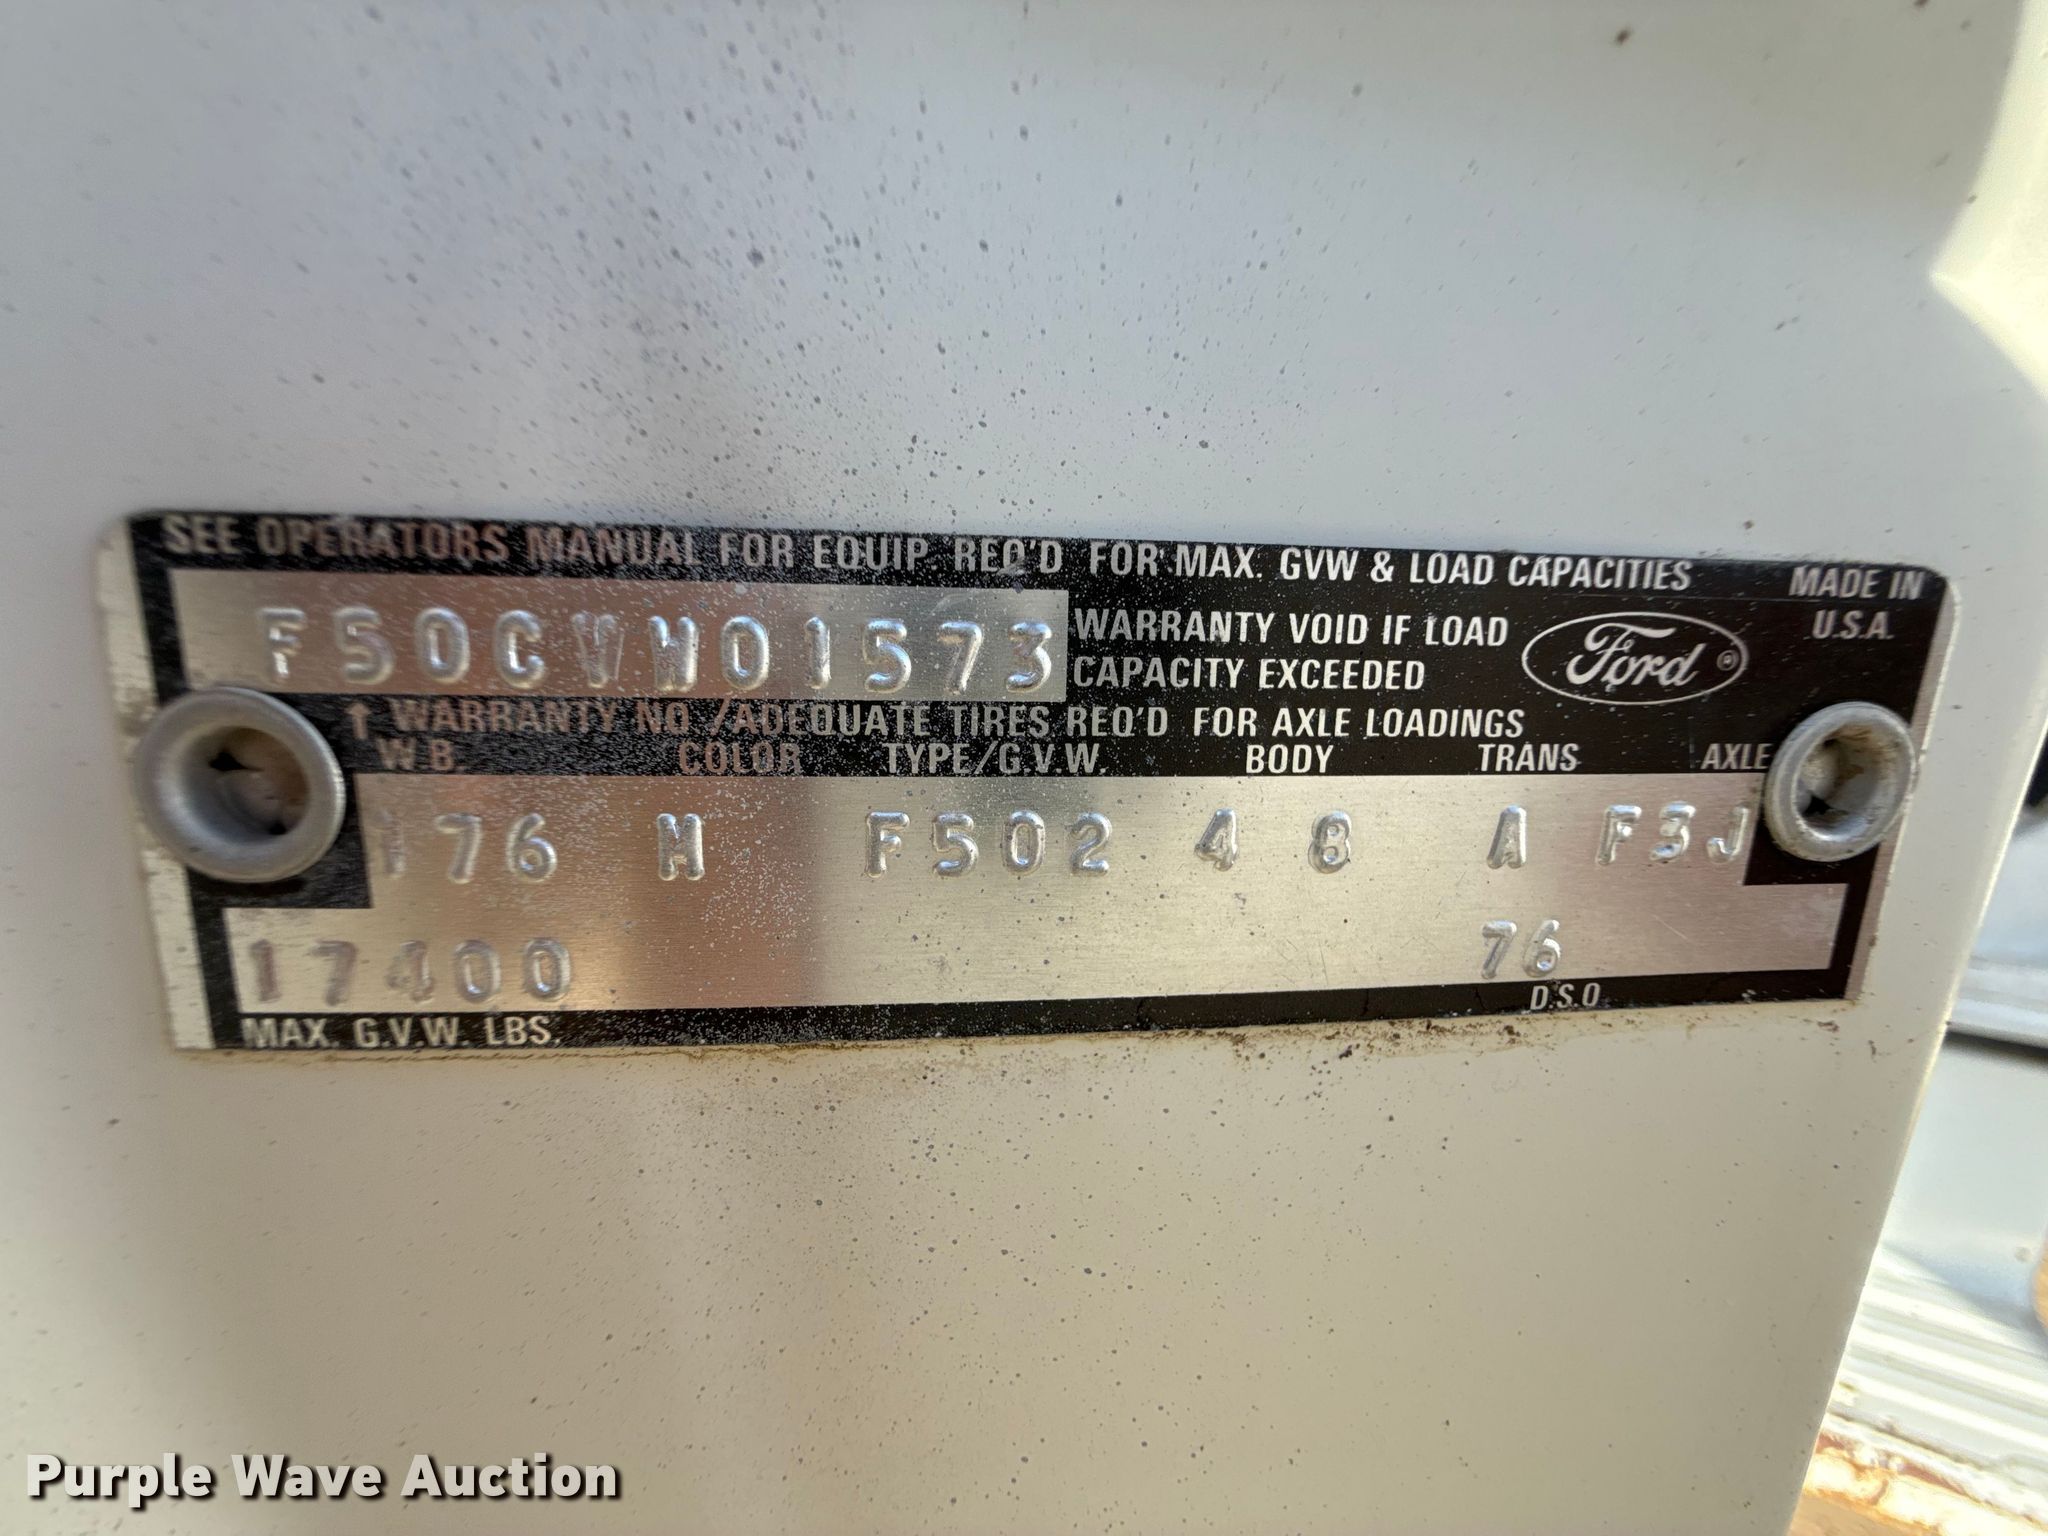 SEE OPERATORS MANUAL FOR EQUIP. REQ'D FOR MAX. GVW & LOAD CAPACITIES
MADE IN
U.S.A.
F50CVW01573
WARRANTY VOID IF LOAD
CAPACITY EXCEEDED
Ford ®
↑ WARRANTY NO./ADEQUATE TIRES REQ'D FOR AXLE LOADINGS
W.B. COLOR TYPE/G.V.W. BODY TRANS AXLE
176 M F502 48 A F3J
17400 76
MAX. G.V.W. LBS. D.S.O.
Purple Wave Auction